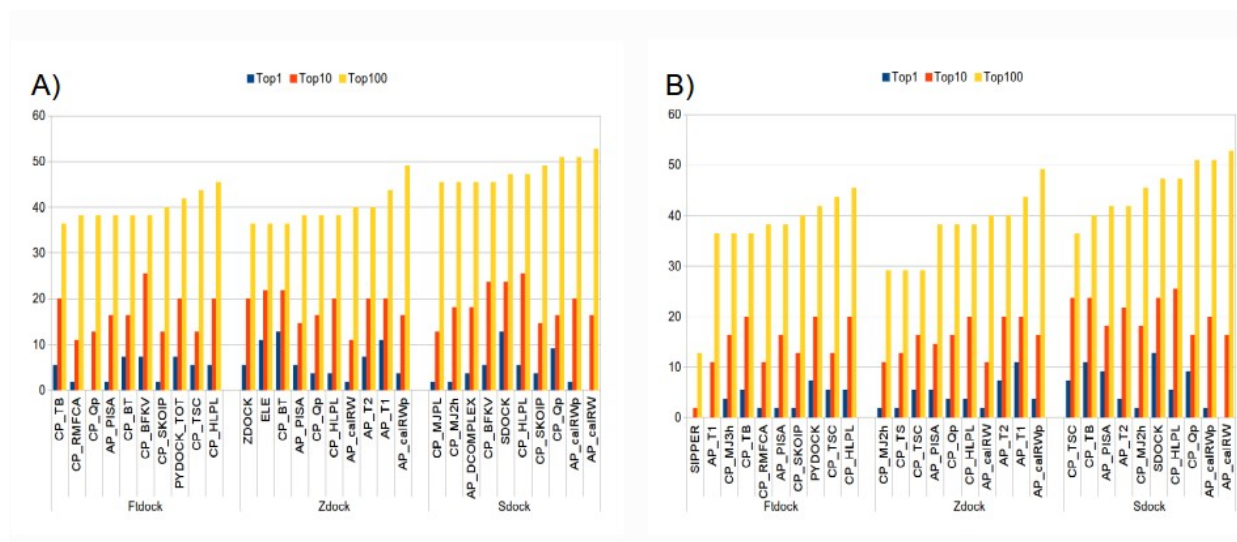 A)
Top1 Top10 Top100
60
50
40
30
20
10
0
CP_TB
CP_RMFCA
CP_Qp
AP_PISA
CP_BT
CP_BFKV
CP_SKOIP
PYDOCK_TOT
CP_TSC
CP_HLPL
ZDOCK
ELE
CP_BT
AP_PISA
CP_Qp
CP_HLPL
AP_calRW
AP_T2
AP_T1
AP_calRWp
CP_MJPL
CP_MJ2h
AP_DCOMPLEX
CP_BFKV
SDOCK
CP_HLPL
CP_SKOIP
CP_Qp
AP_calRWp
AP_calRW
Ftdock Zdock Sdock
B)
Top1 Top10 Top100
60
50
40
30
20
10
0
SIPPER
AP_T1
CP_MJ3h
CP_TB
CP_RMFCA
AP_PISA
CP_SKOIP
PYDOCK
CP_TSC
CP_HLPL
CP_MJ2h
CP_TS
CP_TSC
AP_PISA
CP_Qp
CP_HLPL
AP_calRW
AP_T2
AP_T1
AP_calRWp
CP_TSC
CP_TB
AP_PISA
AP_T2
CP_MJ2h
SDOCK
CP_HLPL
CP_Qp
AP_calRWp
AP_calRW
Ftdock Zdock Sdock